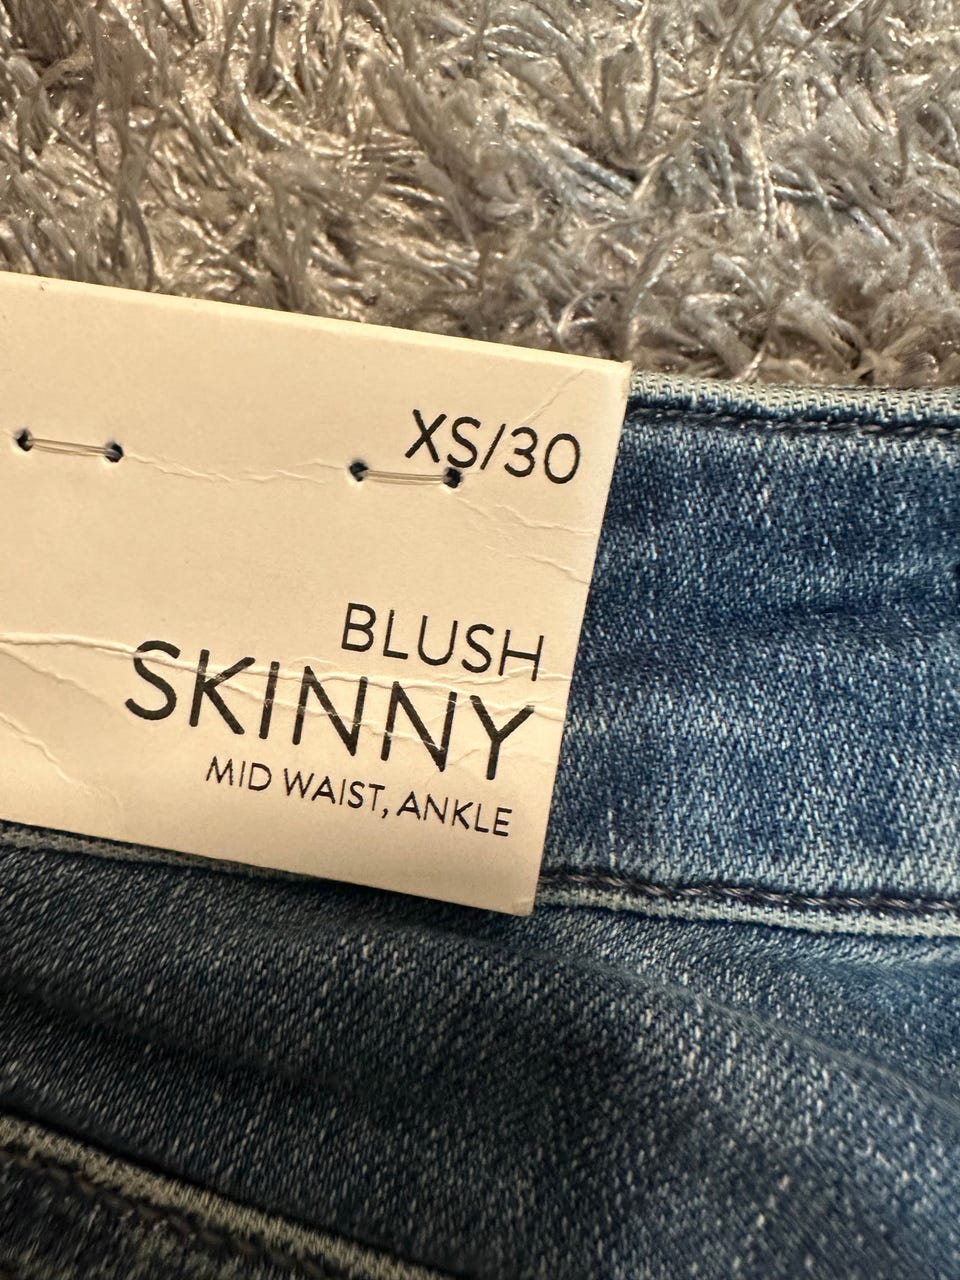 XS/30
BLUSH
SKINNY
MID WAIST, ANKLE